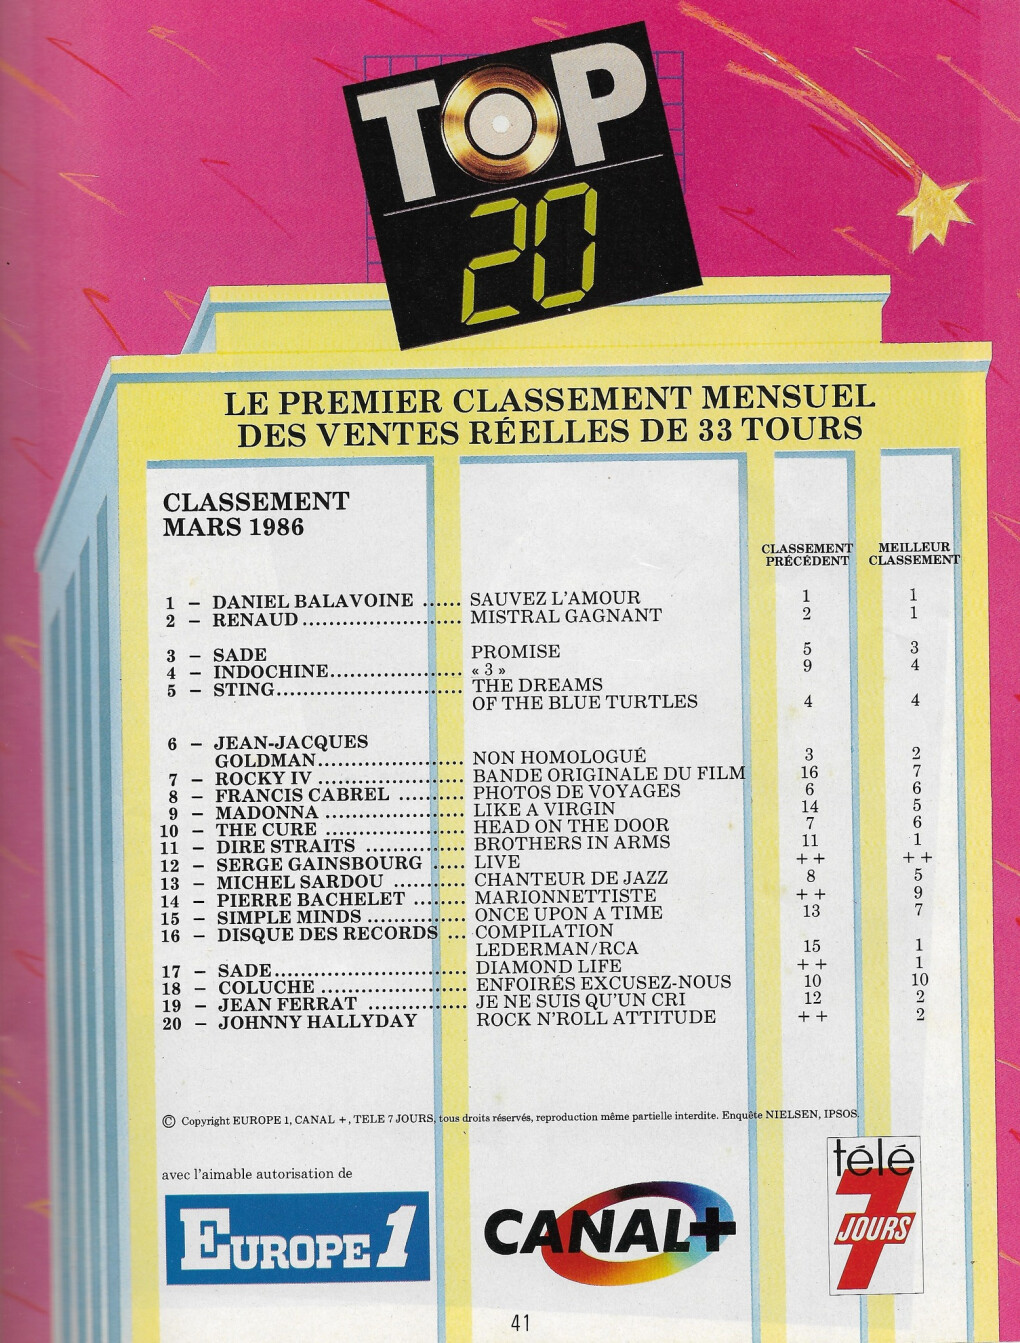 TOP
20
LE PREMIER CLASSEMENT MENSUEL
DES VENTES RÉELLES DE 33 TOURS
CLASSEMENT
MARS 1986
CLASSEMENT PRÉCÉDENT
MEILLEUR CLASSEMENT
1 – DANIEL BALAVOINE ...... SAUVEZ L'AMOUR 1 1
2 – RENAUD ....................... MISTRAL GAGNANT 2 1
3 – SADE PROMISE 5 3
4 – INDOCHINE................... « 3 » 9 4
5 – STING........................... THE DREAMS
OF THE BLUE TURTLES 4 4
6 – JEAN-JACQUES
GOLDMAN..................... NON HOMOLOGUÉ 3 2
7 – ROCKY IV ..................... BANDE ORIGINALE DU FILM 16 7
8 – FRANCIS CABREL .......... PHOTOS DE VOYAGES 6 6
9 – MADONNA .................... LIKE A VIRGIN 14 5
10 – THE CURE .................... HEAD ON THE DOOR 7 6
11 – DIRE STRAITS ............... BROTHERS IN ARMS 11 1
12 – SERGE GAINSBOURG ..... LIVE ++ ++
13 – MICHEL SARDOU ........... CHANTEUR DE JAZZ 8 5
14 – PIERRE BACHELET ........ MARIONNETTISTE ++ 9
15 – SIMPLE MINDS .............. ONCE UPON A TIME 13 7
16 – DISQUE DES RECORDS ... COMPILATION
LEDERMAN/RCA 15 1
17 – SADE............................ DIAMOND LIFE ++ 1
18 – COLUCHE ..................... ENFOIRÉS EXCUSEZ-NOUS 10 10
19 – JEAN FERRAT .............. JE NE SUIS QU'UN CRI 12 2
20 – JOHNNY HALLYDAY ROCK N'ROLL ATTITUDE ++ 2
© Copyright EUROPE 1, CANAL +, TELE 7 JOURS, tous droits réservés, reproduction même partielle interdite. Enquête NIELSEN, IPSOS.
avec l'aimable autorisation de
EUROPE 1
CANAL+
télé
7
JOURS
41